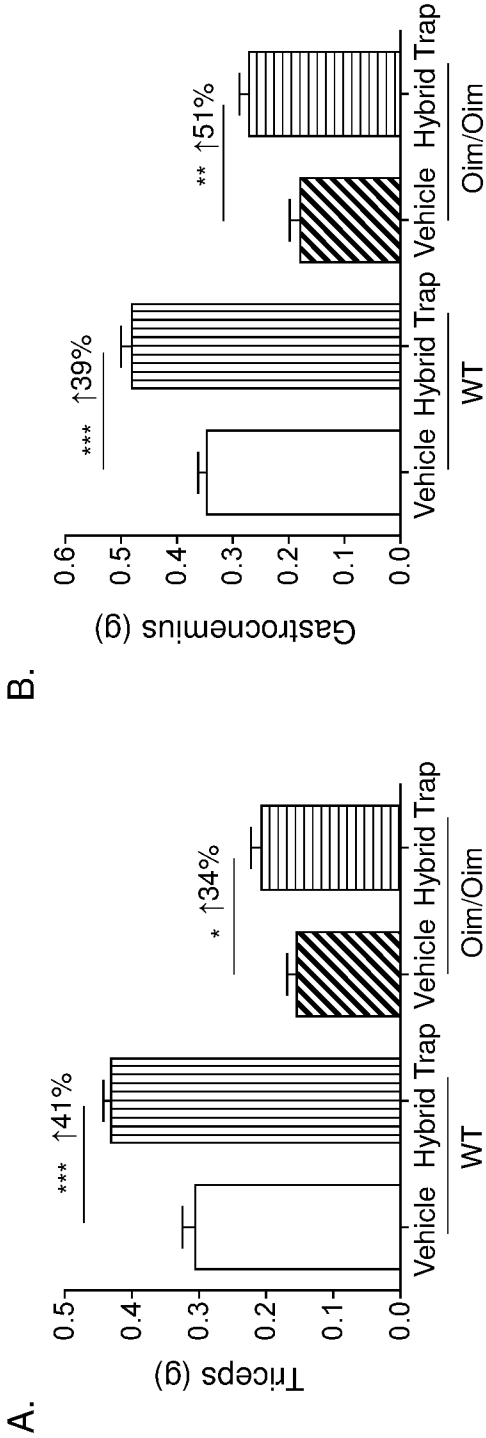 A.
Triceps (g)
0.5
0.4
0.3
0.2
0.1
0.0
*** ↑41%
* ↑34%
Vehicle Hybrid Trap Vehicle Hybrid Trap
WT Oim/Oim
B.
Gastrocnemius (g)
0.6
0.5
0.4
0.3
0.2
0.1
0.0
*** ↑39%
** ↑51%
Vehicle Hybrid Trap Vehicle Hybrid Trap
WT Oim/Oim